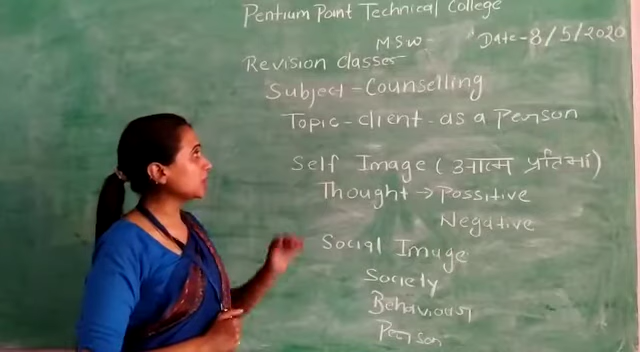 Pentium Point Technical College
MSW-
Date-8/5/2020
Revision classes-
Subject-Counselling
Topic-client-as a Person
Self Image (आत्म प्रतिमा)
Thought → Possitive
Negative
Social Image
Society
Behaviour
Person